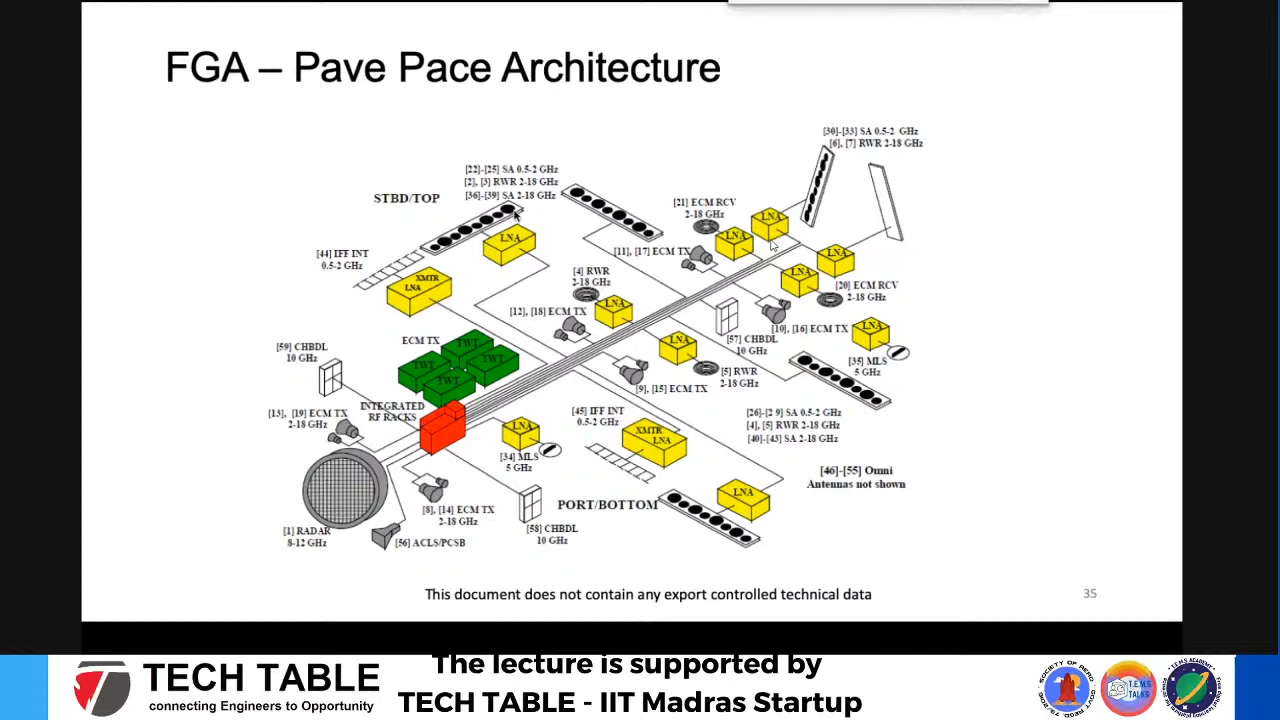 FGA – Pave Pace Architecture
[30]-[33] SA 0.5-2 GHz
[6], [7] RWR 2-18 GHz
[22]-[25] SA 0.5-2 GHz
[2], [3] RWR 2-18 GHz
[36]-[39] SA 2-18 GHz
STBD/TOP
[21] ECM RCV
2-18 GHz
LNA
LNA
LNA
[44] IFF INT
0.5-2 GHz
[11], [17] ECM TX
LNA
LNA
XMTR
LNA
[4] RWR
2-18 GHz
[20] ECM RCV
2-18 GHz
[12], [18] ECM TX
LNA
[10], [16] ECM TX
LNA
[57] CHBDL
10 GHz
[59] CHBDL
10 GHz
ECM TX
TWT
TWT
TWT
TWT
LNA
[5] RWR
2-18 GHz
[35] MLS
5 GHz
[9], [15] ECM TX
INTEGRATED
RF RACKS
[13], [19] ECM TX
2-18 GHz
[45] IFF INT
0.5-2 GHz
[26]-[2 9] SA 0.5-2 GHz
[4], [5] RWR 2-18 GHz
[40]-[43] SA 2-18 GHz
LNA
XMTR
LNA
[34] MLS
5 GHz
[46]-[55] Omni
Antennas not shown
LNA
PORT/BOTTOM
[8], [14] ECM TX
2-18 GHz
[1] RADAR
8-12 GHz
[56] ACLS/PCSB
[58] CHBDL
10 GHz
This document does not contain any export controlled technical data
35
TECH TABLE
connecting Engineers to Opportunity
The lecture is supported by
TECH TABLE - IIT Madras Startup
T.E.M.S
TALKS